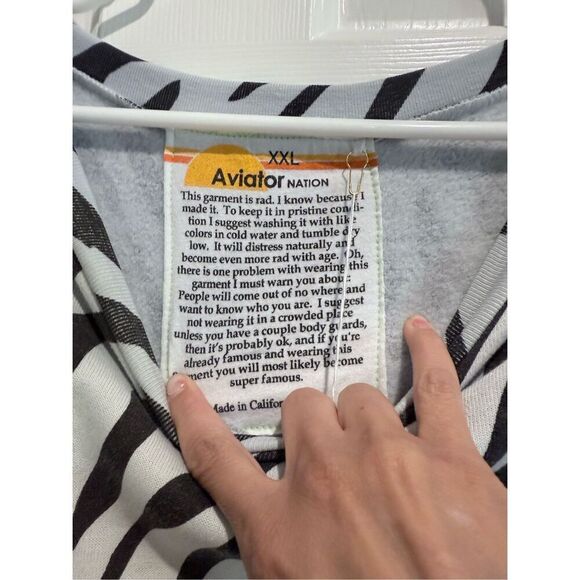 XXL
Aviator NATION
This garment is rad. I know because I
made it. To keep it in pristine condi-
tion I suggest washing it with like
colors in cold water and tumble dry
low. It will distress naturally and
become even more rad with age. Oh,
there is one problem with wearing this
garment I must warn you about:
People will come out of no where and
want to know who you are. I suggest
not wearing it in a crowded place
unless you have a couple body guards,
then it's probably ok, and if you're
already famous and wearing this
garment you will most likely become
super famous.
Made in Califor